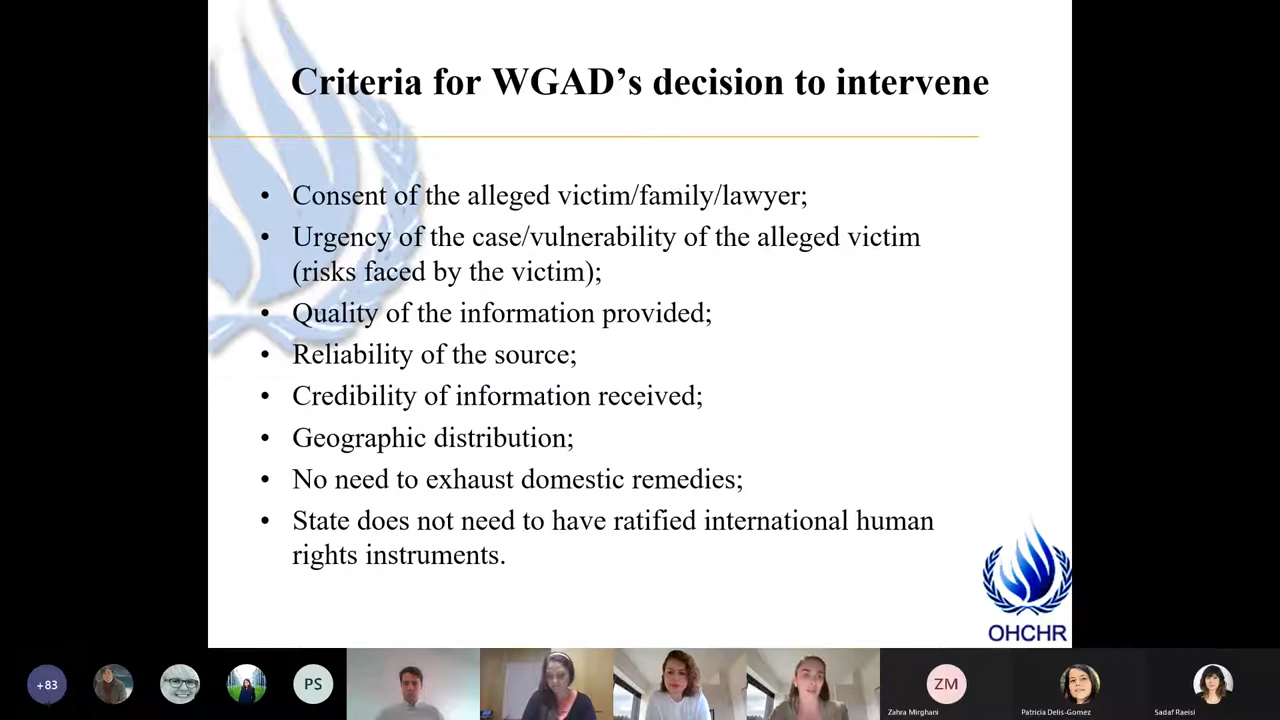 Criteria for WGAD’s decision to intervene
• Consent of the alleged victim/family/lawyer;
• Urgency of the case/vulnerability of the alleged victim
(risks faced by the victim);
• Quality of the information provided;
• Reliability of the source;
• Credibility of information received;
• Geographic distribution;
• No need to exhaust domestic remedies;
• State does not need to have ratified international human
rights instruments.
OHCHR
+83
PS
ZM
Zahra Mirghani
Patricia Delis-Gomez
Sadaf Raeisi